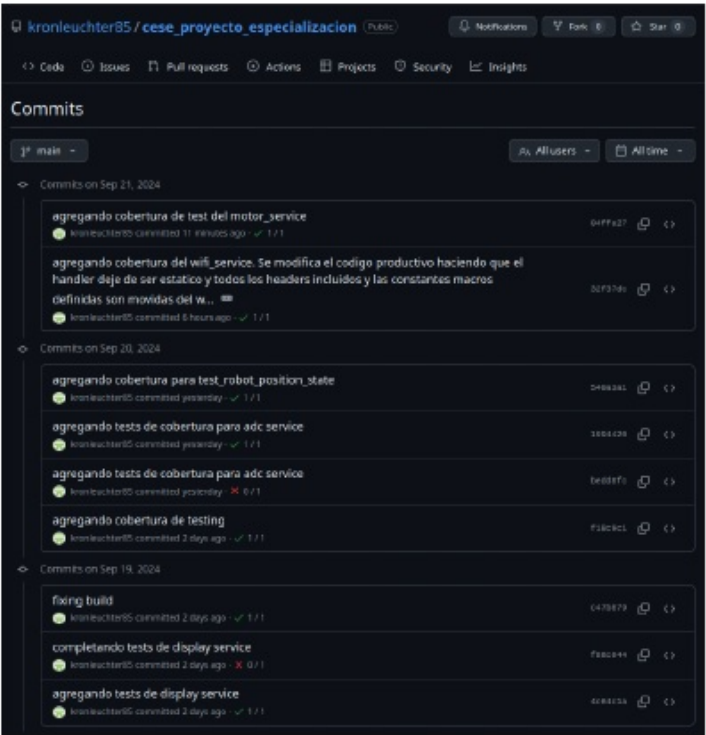 kronleuchter85 / cese_proyecto_especializacion Public
Notifications Fork 0 Star 0
Code Issues Pull requests Actions Projects Security Insights
Commits
main All users All time
Commits on Sep 21, 2024
agregando cobertura de test del motor_service
kronleuchter85 committed 11 minutes ago · ✓ 1 / 1
agregando cobertura del wifi_service. Se modifica el codigo productivo haciendo que el
handler deje de ser estatico y todos los headers incluidos y las constantes macros
definidas son movidas del w...
kronleuchter85 committed 6 hours ago · ✓ 1 / 1
Commits on Sep 20, 2024
agregando cobertura para test_robot_position_state
kronleuchter85 committed yesterday · ✓ 1 / 1
agregando tests de cobertura para adc service
kronleuchter85 committed yesterday · ✓ 1 / 1
agregando tests de cobertura para adc service
kronleuchter85 committed yesterday · ✗ 0 / 1
agregando cobertura de testing
kronleuchter85 committed 2 days ago · ✓ 1 / 1
Commits on Sep 19, 2024
fixing build
kronleuchter85 committed 2 days ago · ✓ 1 / 1
completando tests de display service
kronleuchter85 committed 2 days ago · ✗ 0 / 1
agregando tests de display service
kronleuchter85 committed 2 days ago · ✓ 1 / 1